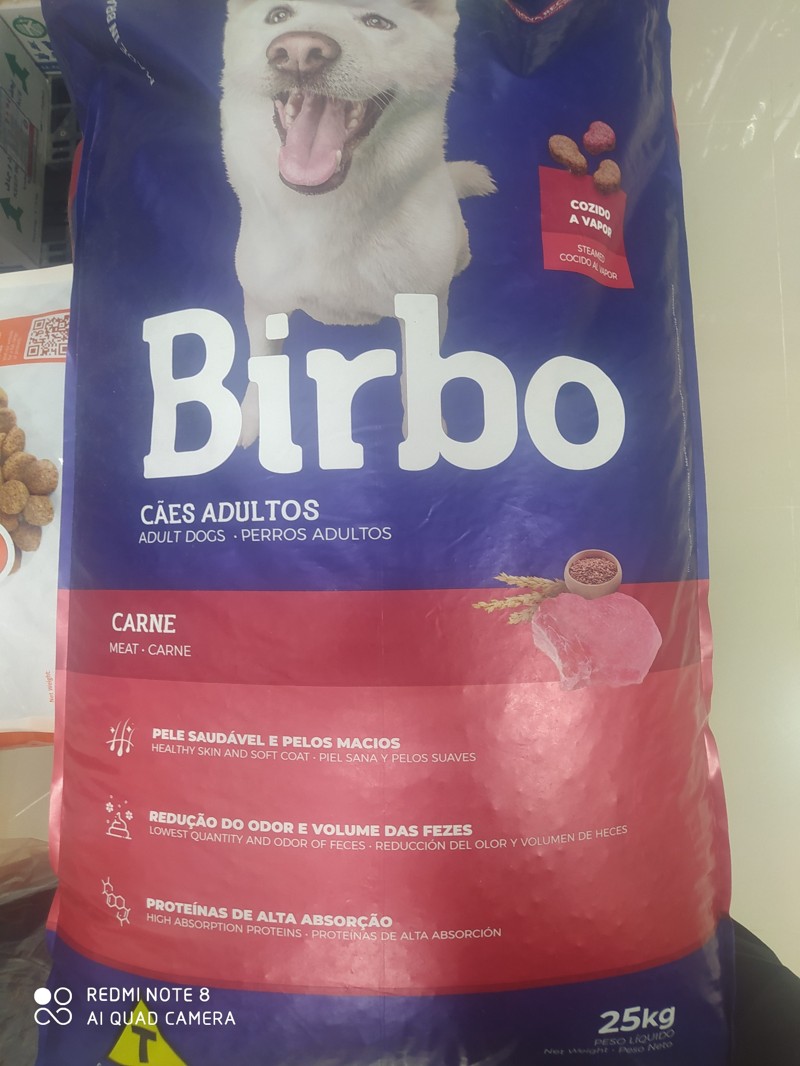 COZIDO
A VAPOR
STEAMED
COCIDO AL VAPOR
Birbo
CÃES ADULTOS
ADULT DOGS · PERROS ADULTOS
CARNE
MEAT · CARNE
PELE SAUDÁVEL E PELOS MACIOS
HEALTHY SKIN AND SOFT COAT · PIEL SANA Y PELOS SUAVES
REDUÇÃO DO ODOR E VOLUME DAS FEZES
LOWEST QUANTITY AND ODOR OF FECES · REDUCCIÓN DEL OLOR Y VOLUMEN DE HECES
PROTEÍNAS DE ALTA ABSORÇÃO
HIGH ABSORPTION PROTEINS · PROTEÍNAS DE ALTA ABSORCIÓN
25kg
PESO LÍQUIDO
Net Weight · Peso Neto
T
Net Weight
REDMI NOTE 8
AI QUAD CAMERA